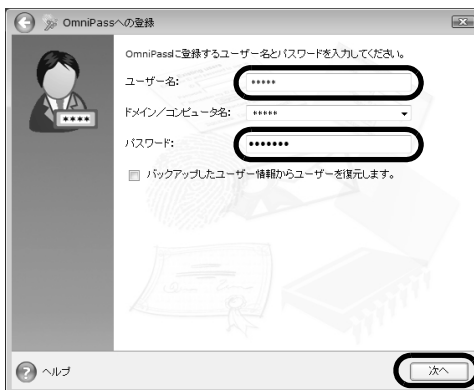 OmniPassへの登録
OmniPassに登録するユーザー名とパスワードを入力してください。
ユーザー名:
*****
ドメイン／コンピュータ名:
*****
パスワード:
●●●●●●●
****
バックアップしたユーザー情報からユーザーを復元します。
ヘルプ
次へ